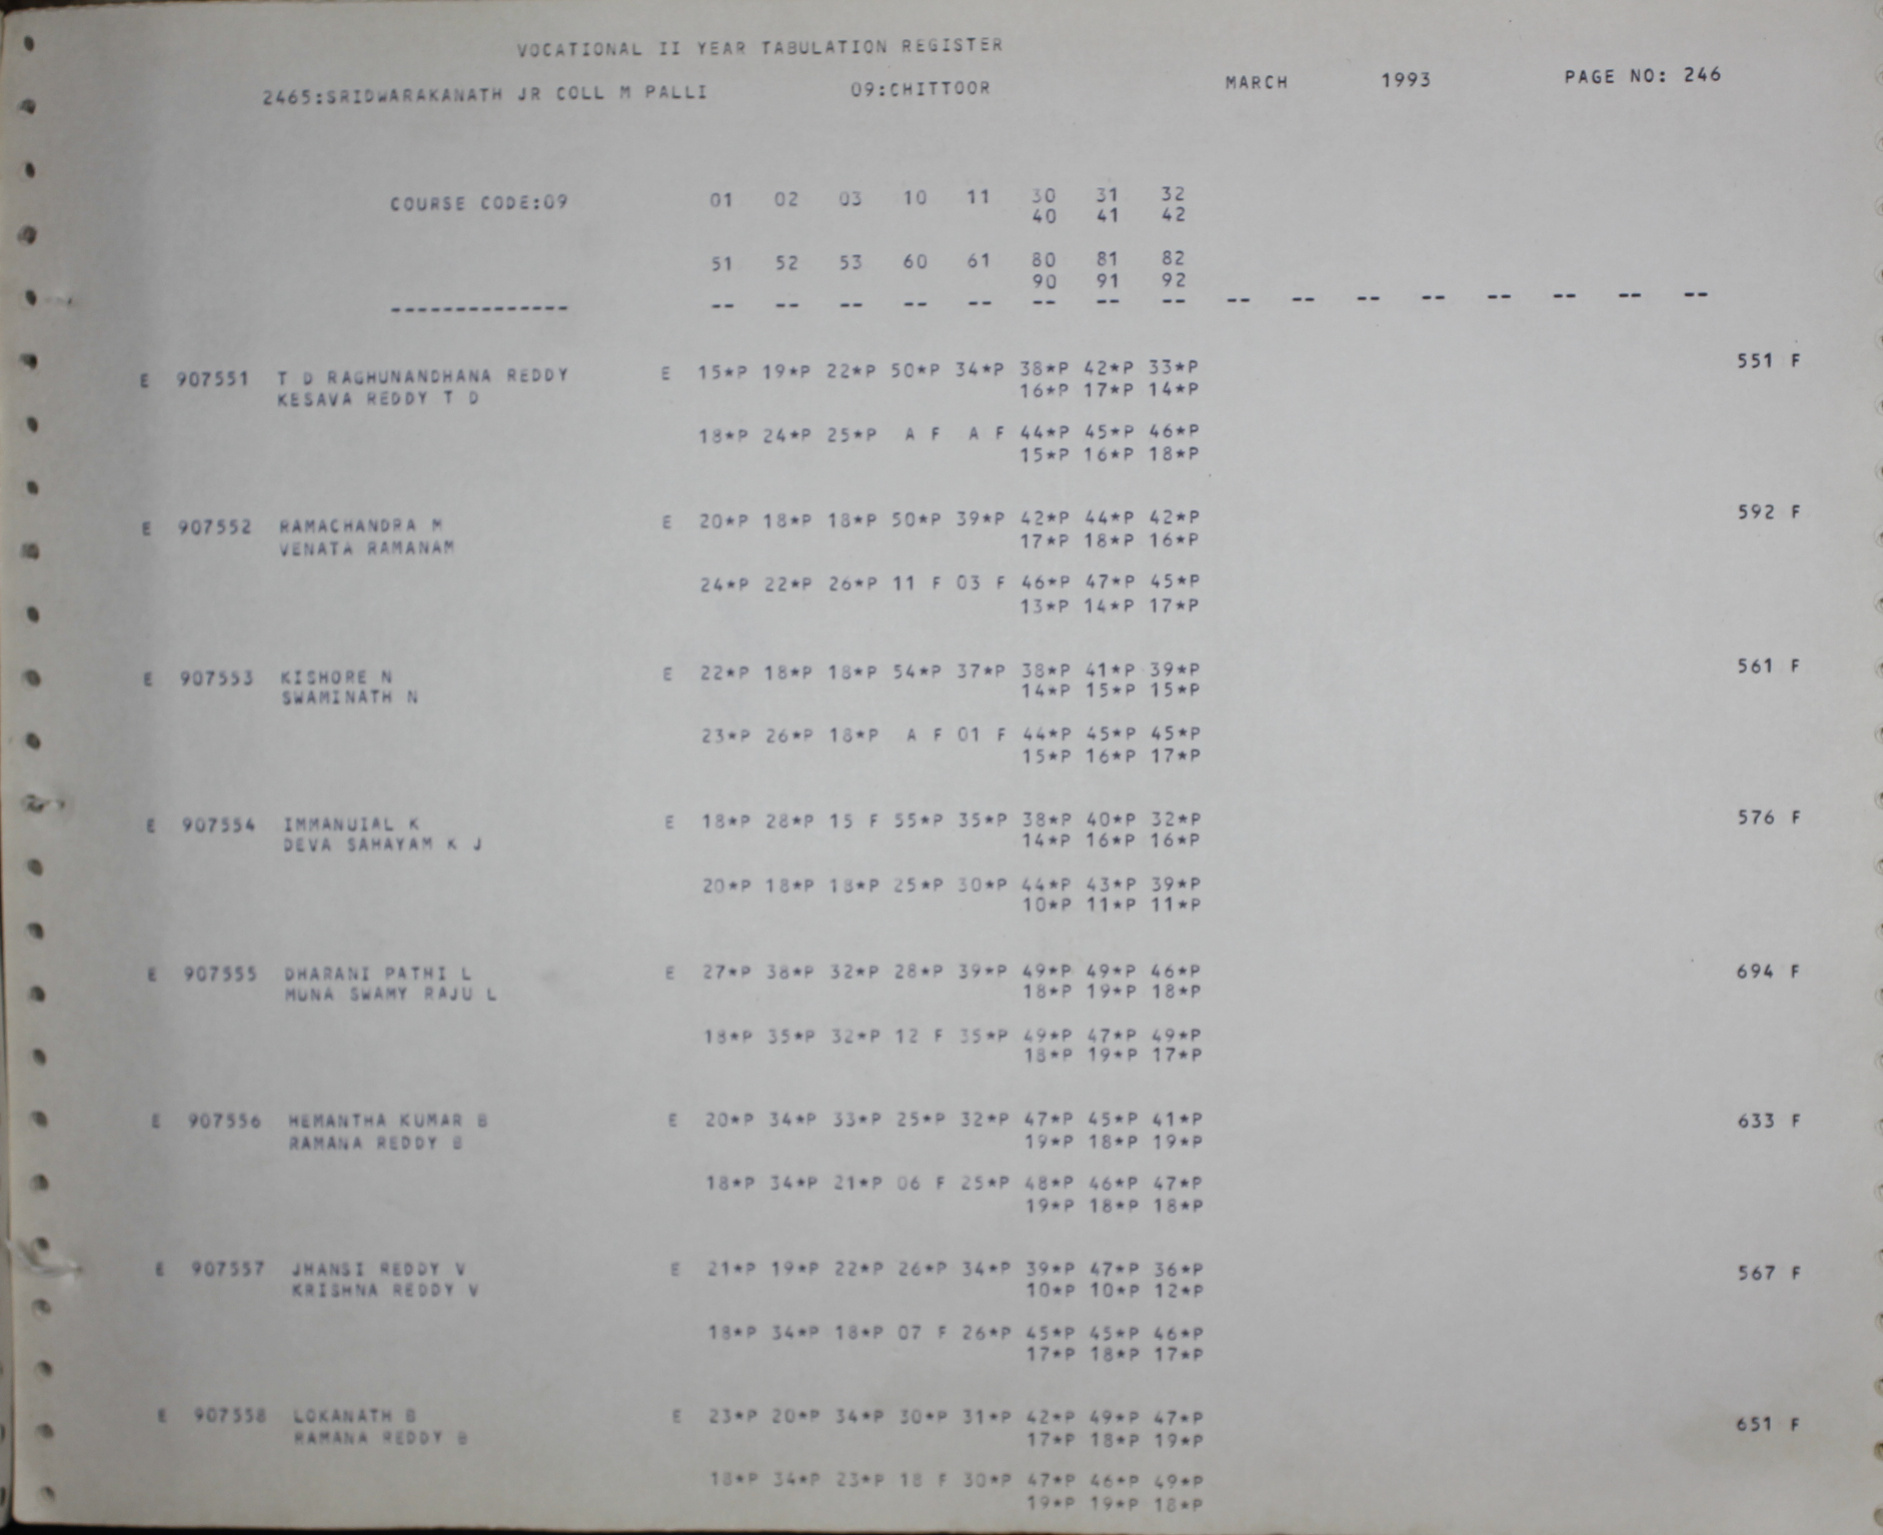 VOCATIONAL II YEAR TABULATION REGISTER
2465:SRIDWARAKANATH JR COLL M PALLI 09:CHITTOOR MARCH 1993 PAGE NO: 246
COURSE CODE:09 01 02 03 10 11 30 31 32
40 41 42
51 52 53 60 61 80 81 82
90 91 92
-------------- -- -- -- -- -- -- -- -- -- -- -- -- -- -- -- --
E 907551 T D RAGHUNANDHANA REDDY E 15*P 19*P 22*P 50*P 34*P 38*P 42*P 33*P 551 F
KESAVA REDDY T D 16*P 17*P 14*P
18*P 24*P 25*P A F A F 44*P 45*P 46*P
15*P 16*P 18*P
E 907552 RAMACHANDRA M E 20*P 18*P 18*P 50*P 39*P 42*P 44*P 42*P 592 F
VENATA RAMANAM 17*P 18*P 16*P
24*P 22*P 26*P 11 F 03 F 46*P 47*P 45*P
13*P 14*P 17*P
E 907553 KISHORE N E 22*P 18*P 18*P 54*P 37*P 38*P 41*P 39*P 561 F
SWAMINATH N 14*P 15*P 15*P
23*P 26*P 18*P A F 01 F 44*P 45*P 45*P
15*P 16*P 17*P
E 907554 IMMANUIAL K E 18*P 28*P 15 F 55*P 35*P 38*P 40*P 32*P 576 F
DEVA SAHAYAM K J 14*P 16*P 16*P
20*P 18*P 18*P 25*P 30*P 44*P 43*P 39*P
10*P 11*P 11*P
E 907555 DHARANI PATHI L E 27*P 38*P 32*P 28*P 39*P 49*P 49*P 46*P 694 F
MUNA SWAMY RAJU L 18*P 19*P 18*P
18*P 35*P 32*P 12 F 35*P 49*P 47*P 49*P
18*P 19*P 17*P
E 907556 HEMANTHA KUMAR B E 20*P 34*P 33*P 25*P 32*P 47*P 45*P 41*P 633 F
RAMANA REDDY B 19*P 18*P 19*P
18*P 34*P 21*P 06 F 25*P 48*P 46*P 47*P
19*P 18*P 18*P
E 907557 JHANSI REDDY V E 21*P 19*P 22*P 26*P 34*P 39*P 47*P 36*P 567 F
KRISHNA REDDY V 10*P 10*P 12*P
18*P 34*P 18*P 07 F 26*P 45*P 45*P 46*P
17*P 18*P 17*P
E 907558 LOKANATH B E 23*P 20*P 34*P 30*P 31*P 42*P 49*P 47*P 651 F
RAMANA REDDY B 17*P 18*P 19*P
18*P 34*P 23*P 18 F 30*P 47*P 46*P 49*P
19*P 19*P 18*P